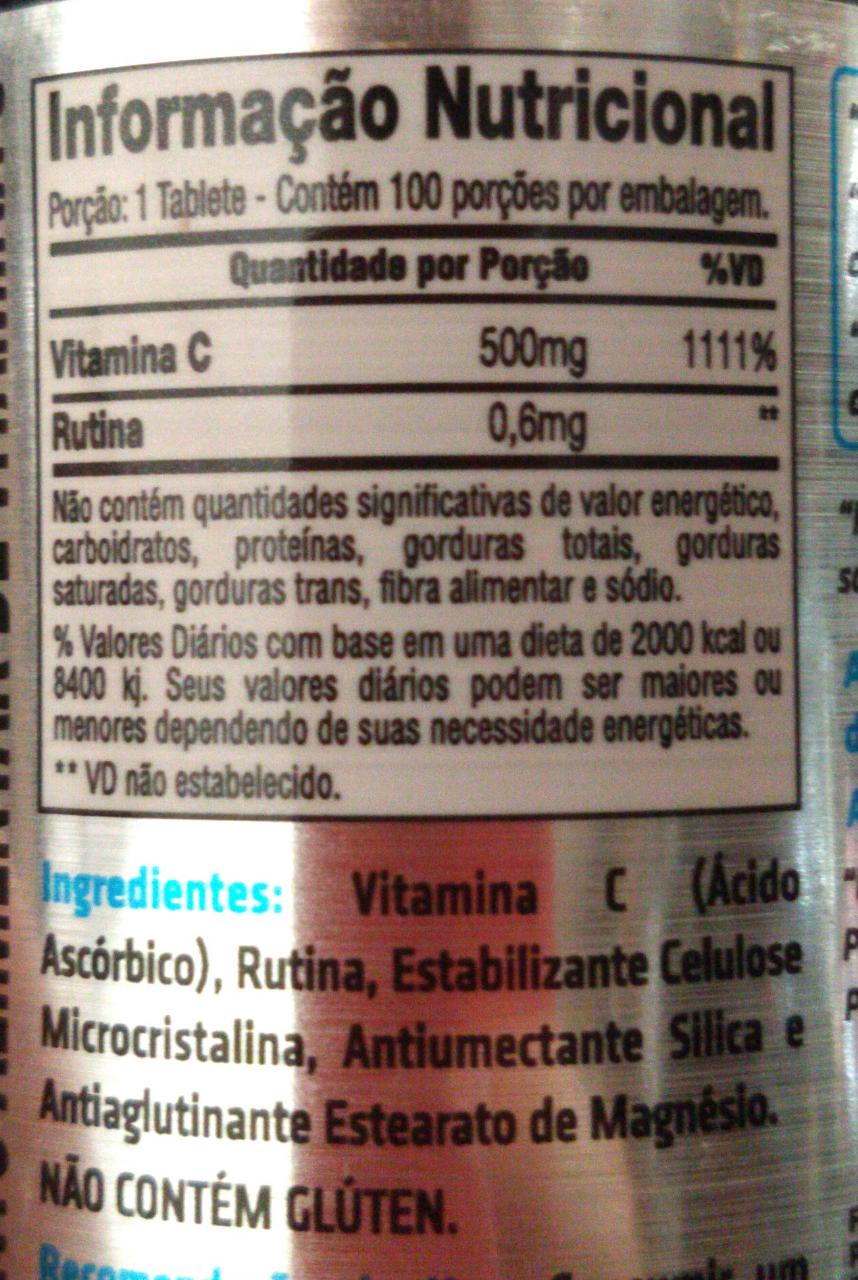 Informação Nutricional
Porção: 1 Tablete - Contém 100 porções por embalagem.
Quantidade por Porção %VD
Vitamina C 500mg 1111%
Rutina 0,6mg **
Não contém quantidades significativas de valor energético,
carboidratos, proteínas, gorduras totais, gorduras
saturadas, gorduras trans, fibra alimentar e sódio.
% Valores Diários com base em uma dieta de 2000 kcal ou
8400 kj. Seus valores diários podem ser maiores ou
menores dependendo de suas necessidade energéticas.
** VD não estabelecido.
Ingredientes: Vitamina C (Ácido
Ascórbico), Rutina, Estabilizante Celulose
Microcristalina, Antiumectante Silica e
Antiaglutinante Estearato de Magnésio.
NÃO CONTÉM GLÚTEN.